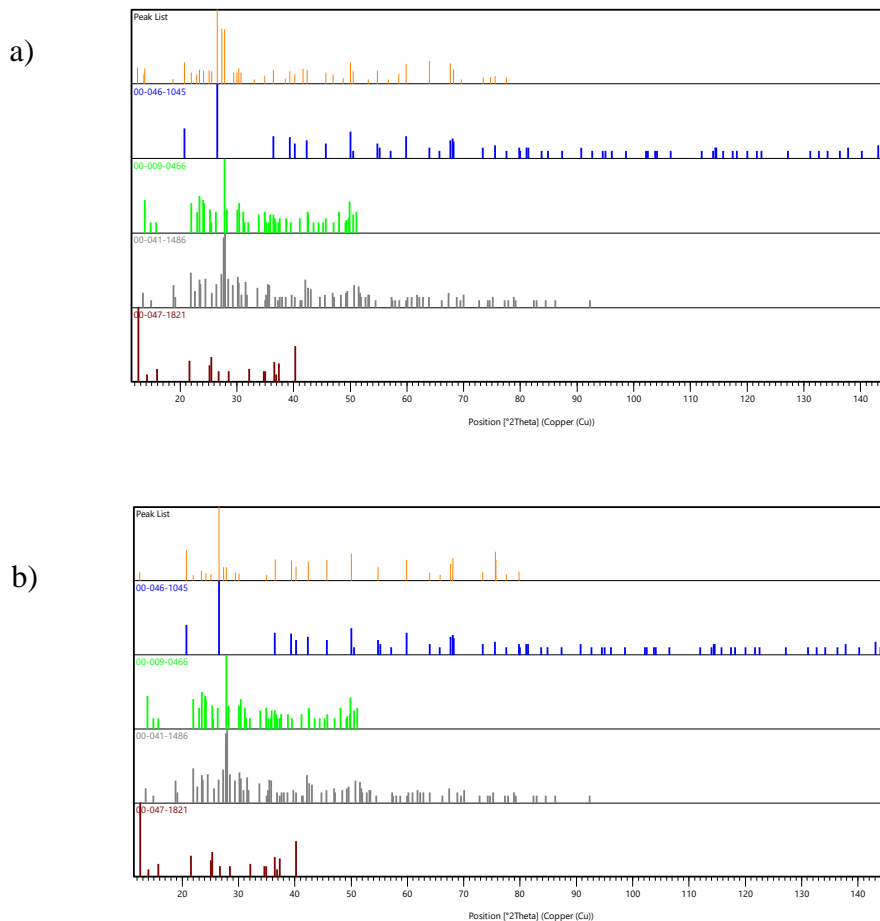 a)
Peak List
00-046-1045
00-009-0466
00-041-1486
00-047-1821
20 30 40 50 60 70 80 90 100 110 120 130 140
Position [°2Theta] (Copper (Cu))
b)
Peak List
00-046-1045
00-009-0466
00-041-1486
00-047-1821
20 30 40 50 60 70 80 90 100 110 120 130 140
Position [°2Theta] (Copper (Cu))